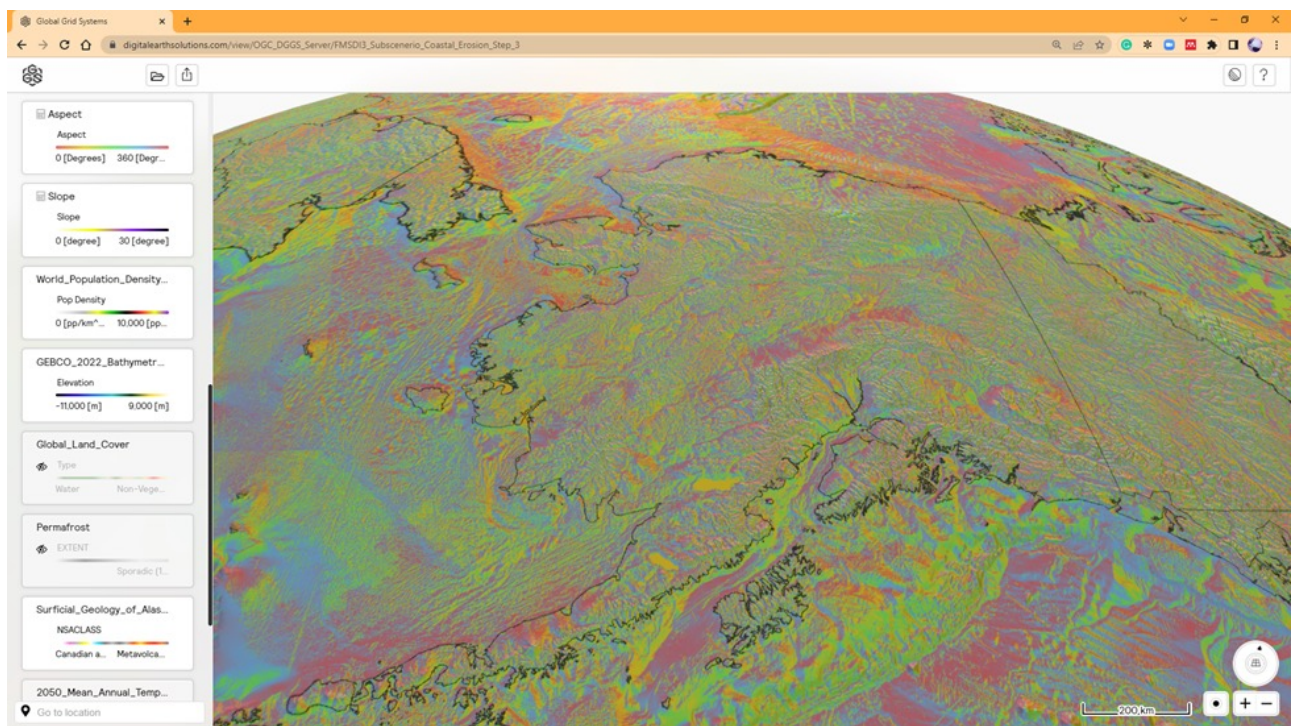 Global Grid Systems
digitalearthsolutions.com/view/OGC_DGGS_Server/FMSDI3_Subscenerio_Coastal_Erosion_Step_3
Aspect
Aspect
0 [Degrees] 360 [Degr...
Slope
Slope
0 [degree] 30 [degree]
World_Population_Density...
Pop Density
0 [pp/km^... 10,000 [pp...
GEBCO_2022_Bathymetr...
Elevation
-11,000 [m] 9,000 [m]
Global_Land_Cover
Type
Water Non-Vege...
Permafrost
EXTENT
Sporadic (1...
Surficial_Geology_of_Alas...
NSACLASS
Canadian a... Metavolca...
2050_Mean_Annual_Temp...
Go to location
200 km